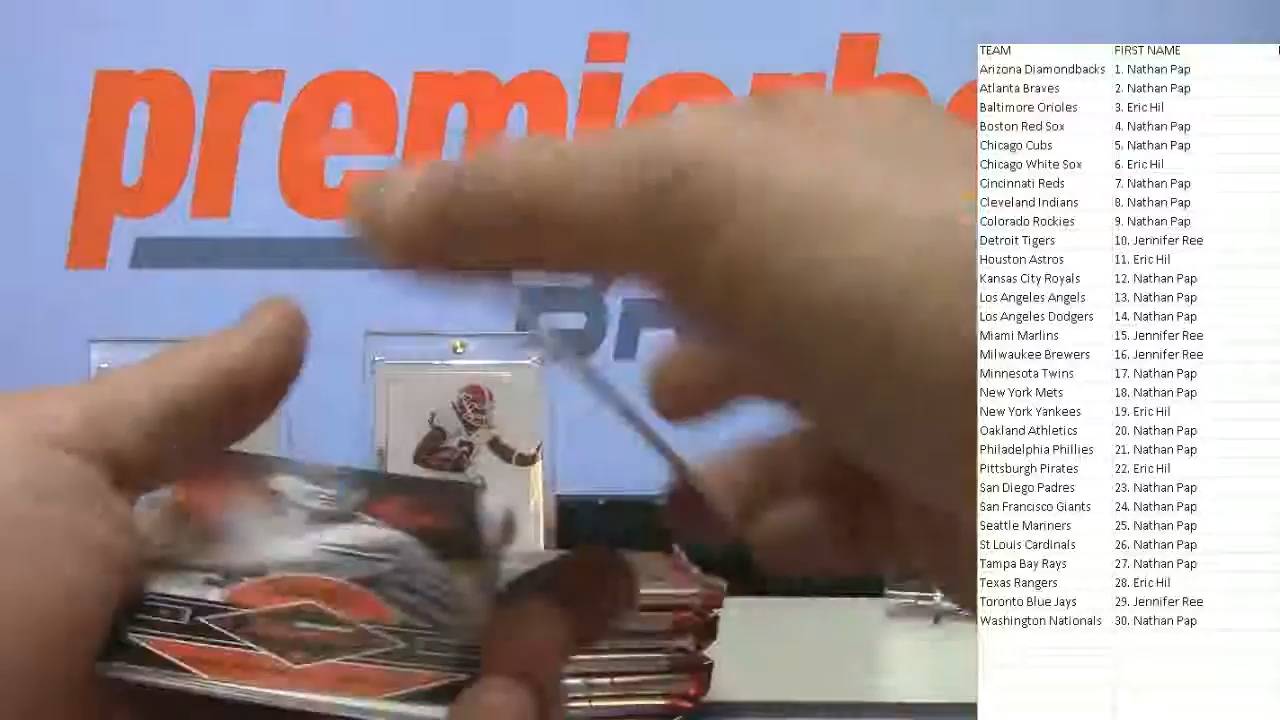 premierb
TEAM FIRST NAME
Arizona Diamondbacks 1. Nathan Pap
Atlanta Braves 2. Nathan Pap
Baltimore Orioles 3. Eric Hil
Boston Red Sox 4. Nathan Pap
Chicago Cubs 5. Nathan Pap
Chicago White Sox 6. Eric Hil
Cincinnati Reds 7. Nathan Pap
Cleveland Indians 8. Nathan Pap
Colorado Rockies 9. Nathan Pap
Detroit Tigers 10. Jennifer Ree
Houston Astros 11. Eric Hil
Kansas City Royals 12. Nathan Pap
Los Angeles Angels 13. Nathan Pap
Los Angeles Dodgers 14. Nathan Pap
Miami Marlins 15. Jennifer Ree
Milwaukee Brewers 16. Jennifer Ree
Minnesota Twins 17. Nathan Pap
New York Mets 18. Nathan Pap
New York Yankees 19. Eric Hil
Oakland Athletics 20. Nathan Pap
Philadelphia Phillies 21. Nathan Pap
Pittsburgh Pirates 22. Eric Hil
San Diego Padres 23. Nathan Pap
San Francisco Giants 24. Nathan Pap
Seattle Mariners 25. Nathan Pap
St Louis Cardinals 26. Nathan Pap
Tampa Bay Rays 27. Nathan Pap
Texas Rangers 28. Eric Hil
Toronto Blue Jays 29. Jennifer Ree
Washington Nationals 30. Nathan Pap